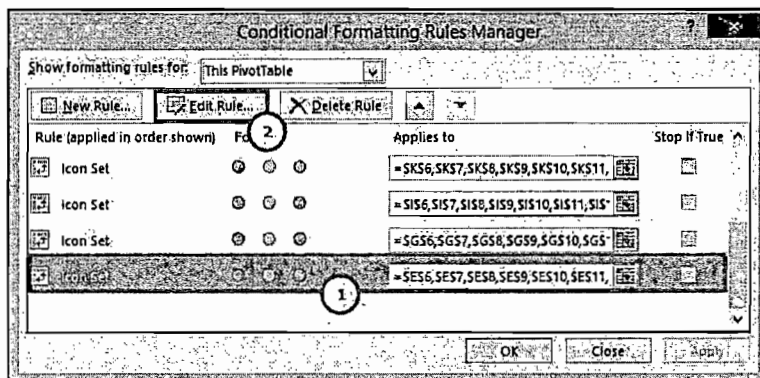 Conditional Formatting Rules Manager ?
Show formatting rules for: This PivotTable
New Rule... Edit Rule... Delete Rule
Rule (applied in order shown) Fo 2 Applies to Stop If True
Icon Set =$K$6,$K$7,$K$8,$K$9,$K$10,$K$11,
Icon Set =$I$6,$I$7,$I$8,$I$9,$I$10,$I$11,$I$
Icon Set =$G$6,$G$7,$G$8,$G$9,$G$10,$G$
Icon Set 1 =$E$6,$E$7,$E$8,$E$9,$E$10,$E$11,
OK Close Apply